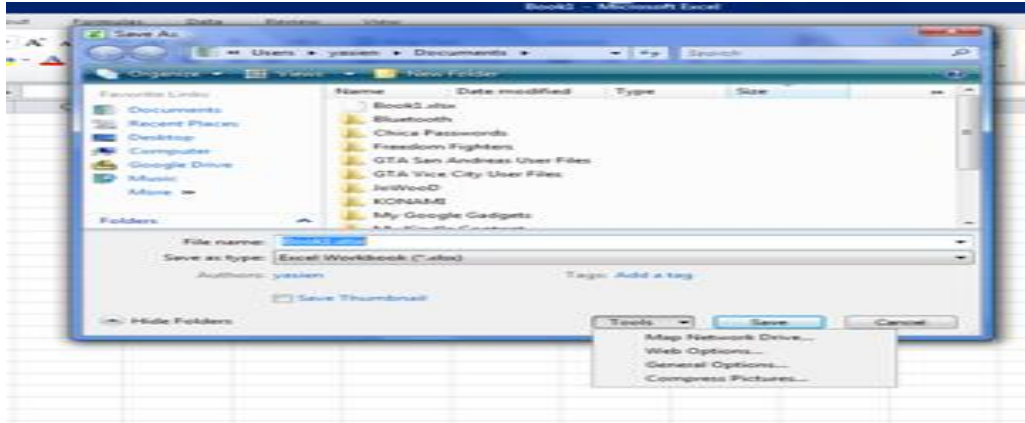 Book1 - Microsoft Excel
Formulas Data Review View
Save As
Users yasien Documents Search
Organize Views New Folder
Favorite Links
Name Date modified Type Size
Documents
Recent Places
Desktop
Computer
Google Drive
Music
More »
Folders
Book1.xlsx
Bluetooth
Chica Passwords
Freedom Fighters
GTA San Andreas User Files
GTA Vice City User Files
JoWooD
KONAMI
My Google Gadgets
My Kindle Content
File name: Book1.xlsx
Save as type: Excel Workbook (*.xlsx)
Authors: yasien Tags: Add a tag
Save Thumbnail
Hide Folders Tools Save Cancel
Map Network Drive...
Web Options...
General Options...
Compress Pictures...